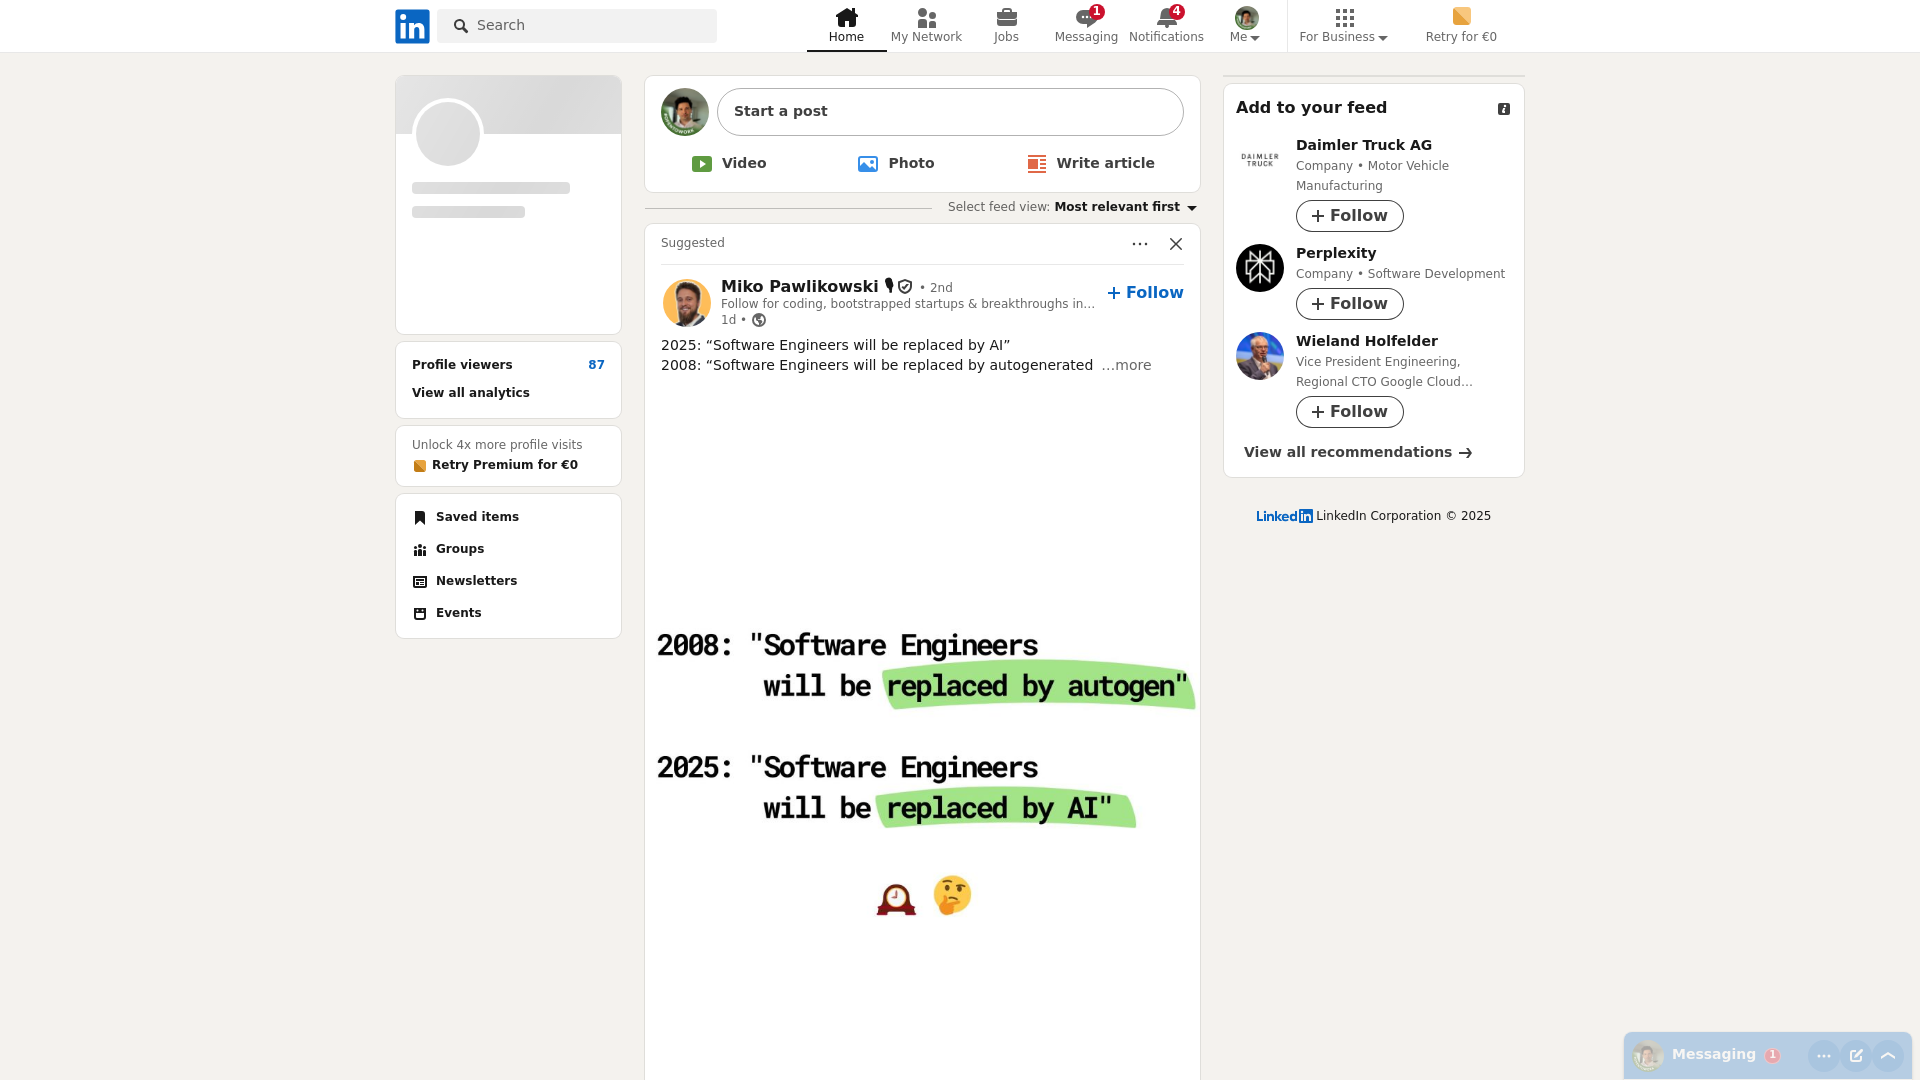 in
Search
Home
My Network
Jobs
1
Messaging
4
Notifications
Me
For Business
Retry for €0
Start a post
Video
Photo
Write article
Select feed view: Most relevant first
Profile viewers 87
View all analytics
Unlock 4x more profile visits
Retry Premium for €0
Saved items
Groups
Newsletters
Events
Suggested
Miko Pawlikowski • 2nd
Follow for coding, bootstrapped startups & breakthroughs in…
1d •
+ Follow
2025: “Software Engineers will be replaced by AI”
2008: “Software Engineers will be replaced by autogenerated …more
2008: "Software Engineers
will be replaced by autogen"
2025: "Software Engineers
will be replaced by AI"
Add to your feed
DAIMLER
TRUCK
Daimler Truck AG
Company • Motor Vehicle
Manufacturing
+ Follow
Perplexity
Company • Software Development
+ Follow
Wieland Holfelder
Vice President Engineering,
Regional CTO Google Cloud…
+ Follow
View all recommendations →
LinkedIn LinkedIn Corporation © 2025
Messaging 1